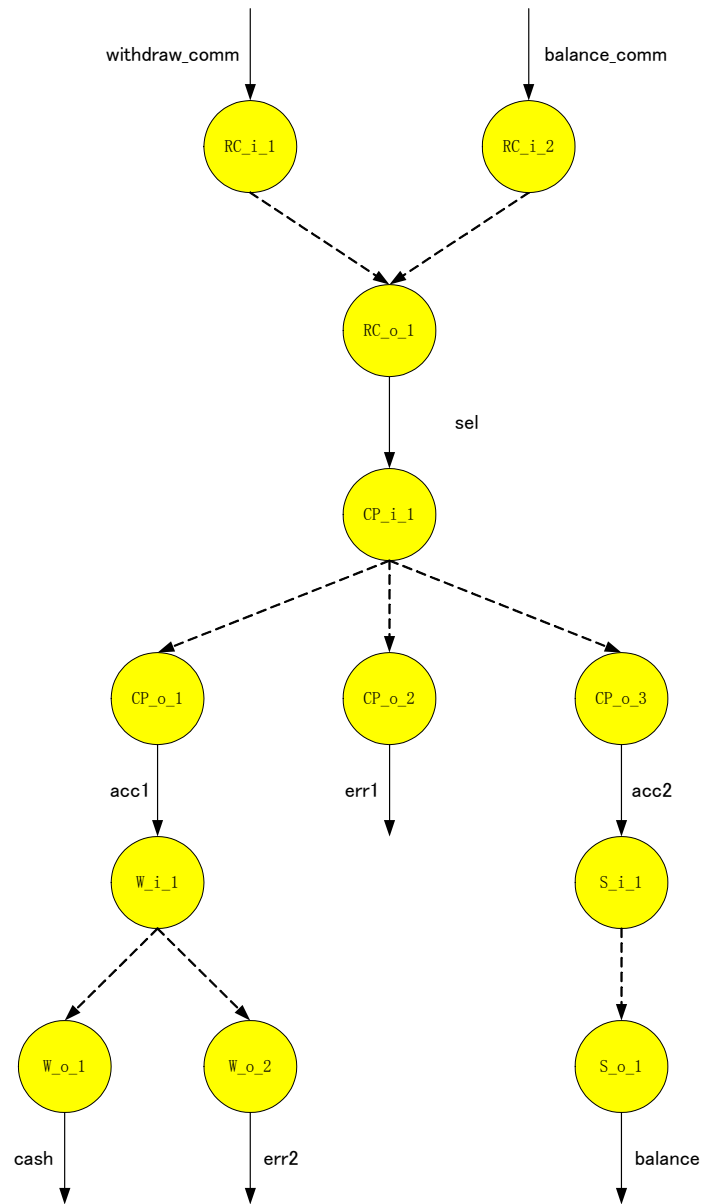 withdraw_comm
balance_comm
RC_i_1
RC_i_2
RC_o_1
sel
CP_i_1
CP_o_1
CP_o_2
CP_o_3
acc1
err1
acc2
W_i_1
S_i_1
W_o_1
W_o_2
S_o_1
cash
err2
balance